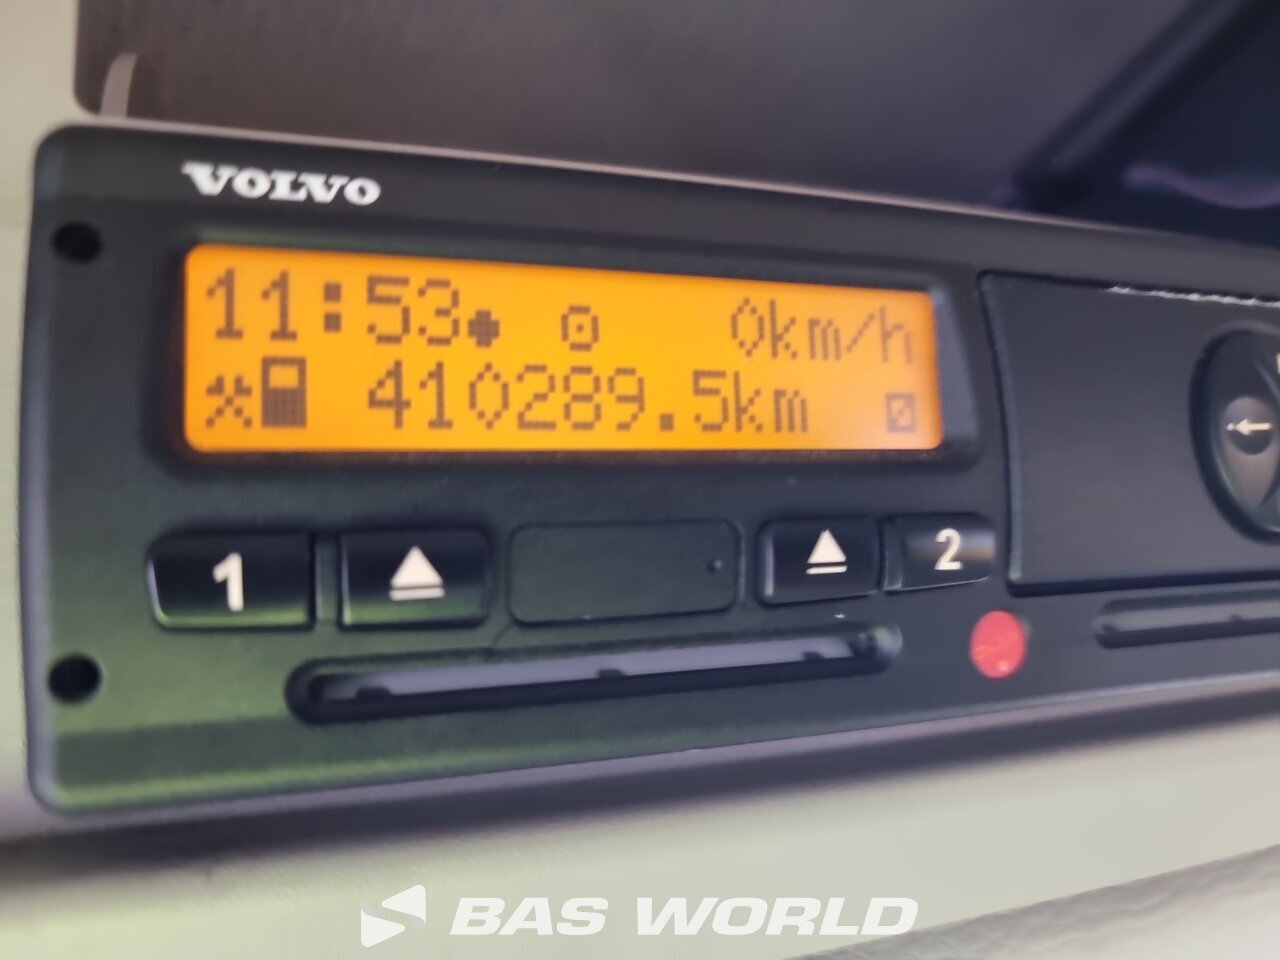 VOLVO
11:53 0km/h
410289.5km
1 2
BAS WORLD